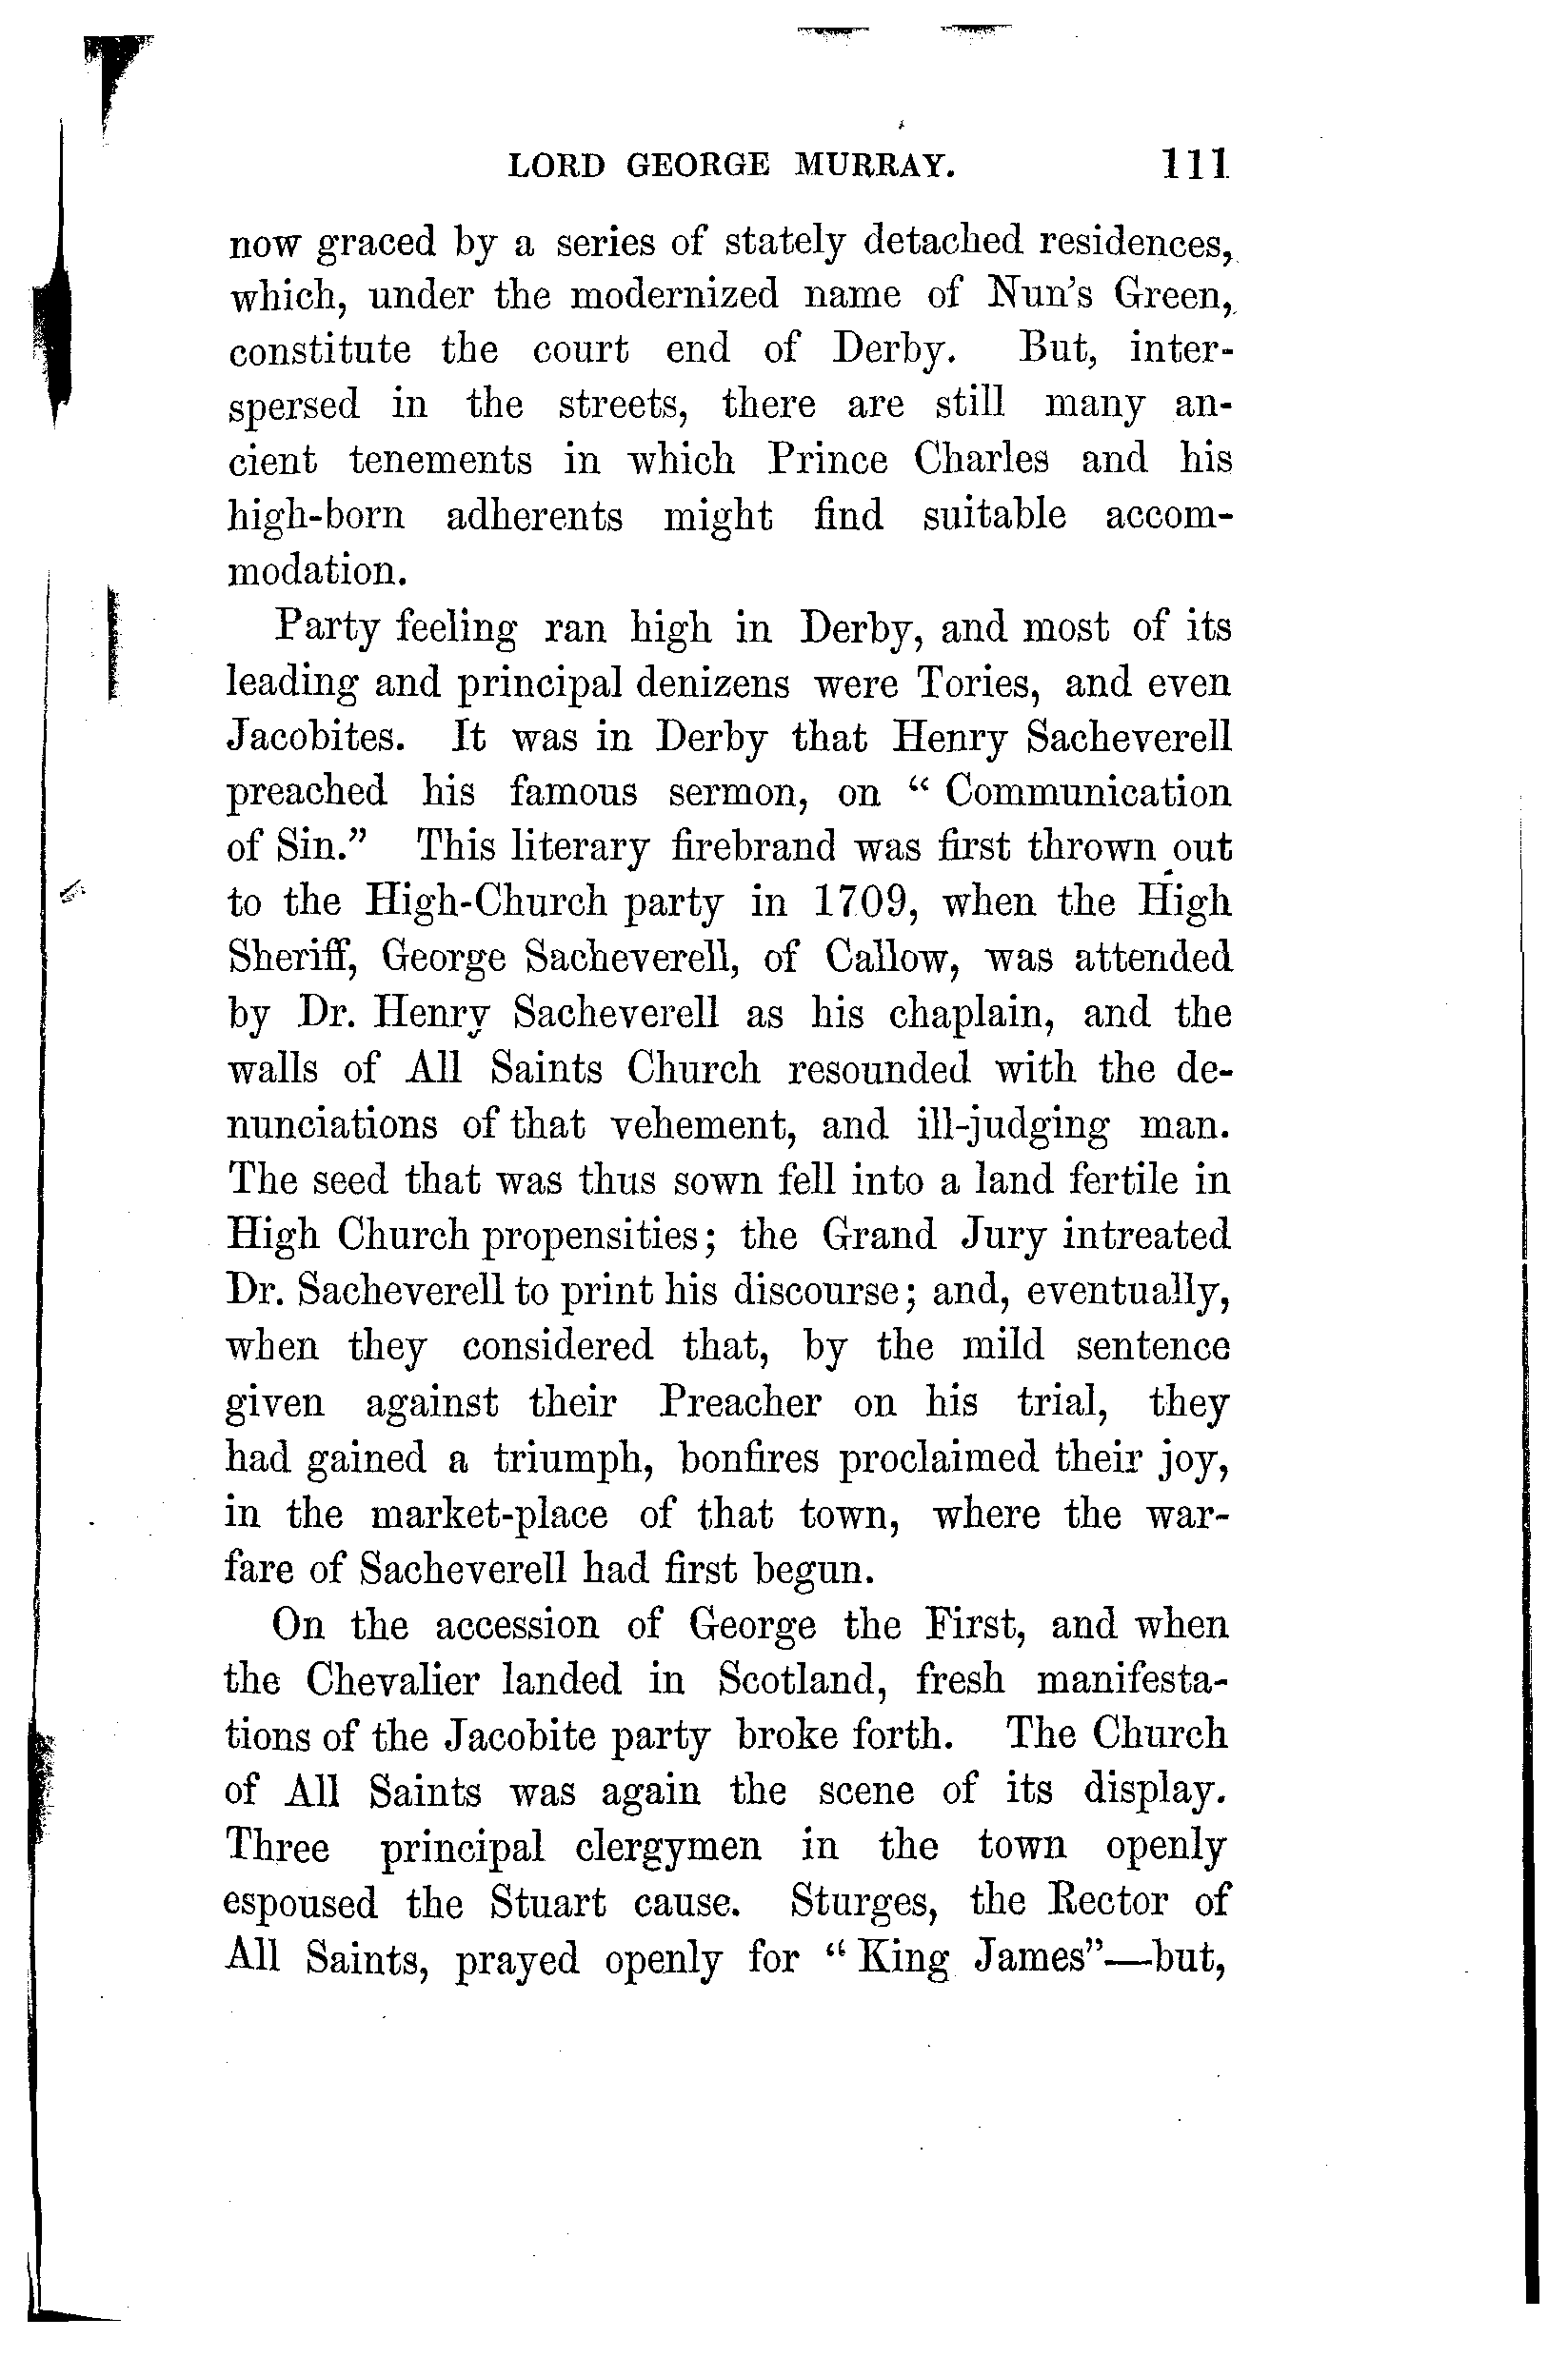 LORD GEORGE MURRAY. 111
now graced by a series of stately detached residences,
which, under the modernized name of Nun's Green,
constitute the court end of Derby. But, inter-
spersed in the streets, there are still many an-
cient tenements in which Prince Charles and his
high-born adherents might find suitable accom-
modation.
Party feeling ran high in Derby, and most of its
leading and principal denizens were Tories, and even
Jacobites. It was in Derby that Henry Sacheverell
preached his famous sermon, on “ Communication
of Sin.” This literary firebrand was first thrown out
to the High-Church party in 1709, when the High
Sheriff, George Sacheverell, of Callow, was attended
by Dr. Henry Sacheverell as his chaplain, and the
walls of All Saints Church resounded with the de-
nunciations of that vehement, and ill-judging man.
The seed that was thus sown fell into a land fertile in
High Church propensities; the Grand Jury intreated
Dr. Sacheverell to print his discourse; and, eventually,
when they considered that, by the mild sentence
given against their Preacher on his trial, they
had gained a triumph, bonfires proclaimed their joy,
in the market-place of that town, where the war-
fare of Sacheverell had first begun.
On the accession of George the First, and when
the Chevalier landed in Scotland, fresh manifesta-
tions of the Jacobite party broke forth. The Church
of All Saints was again the scene of its display.
Three principal clergymen in the town openly
espoused the Stuart cause. Sturges, the Rector of
All Saints, prayed openly for “ King James”—but,